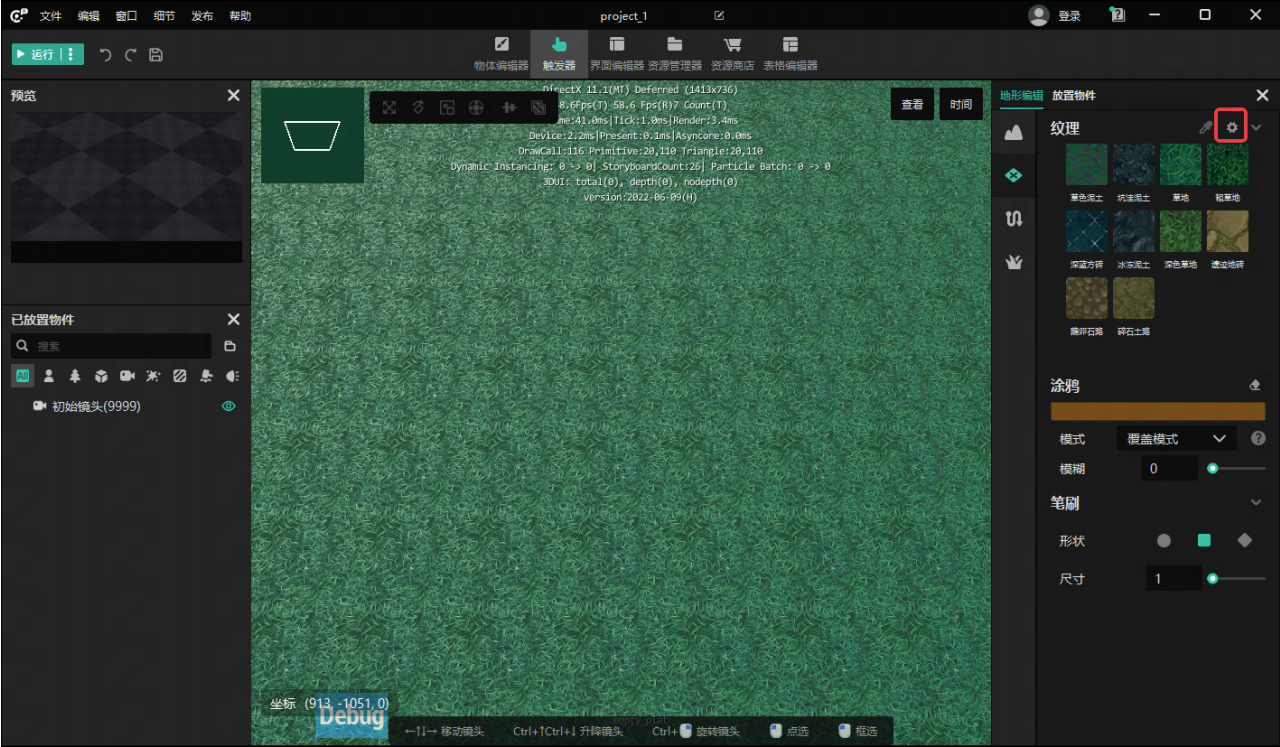 文件 编辑 窗口 细节 发布 帮助 project_1 登录
运行
物体编辑器 触发器 界面编辑器 资源管理器 资源商店 表格编辑器
预览
DirectX 11.1(MT) Deferred (1413x736)
8.6Fps(T) 58.6 Fps(R)7 Count(T)
me:41.0ms|Tick:1.0ms|Render:3.4ms
Device:2.2ms|Present:0.1ms|Asyncore:0.0ms
DrawCall:116 Primitive:20,110 Triangle:20,110
Dynamic Instancing: 0 -> 0| StoryboardCount:26| Particle Batch: 0 -> 0
3DUI: total(0), depth(0), nodepth(0)
version:2022-06-09(H)
查看 时间
已放置物件
搜索
All
初始镜头(9999)
坐标 (913, -1051, 0)
Debug
empty_plat
←↑↓→ 移动镜头 Ctrl+↑Ctrl+↓ 升降镜头 Ctrl+ 旋转镜头 点选 框选
地形编辑 放置物件
纹理
草色泥土 坑洼泥土 草地 粗草地
深蓝方砖 冰冻泥土 深色草地 遗迹地砖
鹅卵石路 碎石土路
涂鸦
模式 覆盖模式
模糊 0
笔刷
形状
尺寸 1